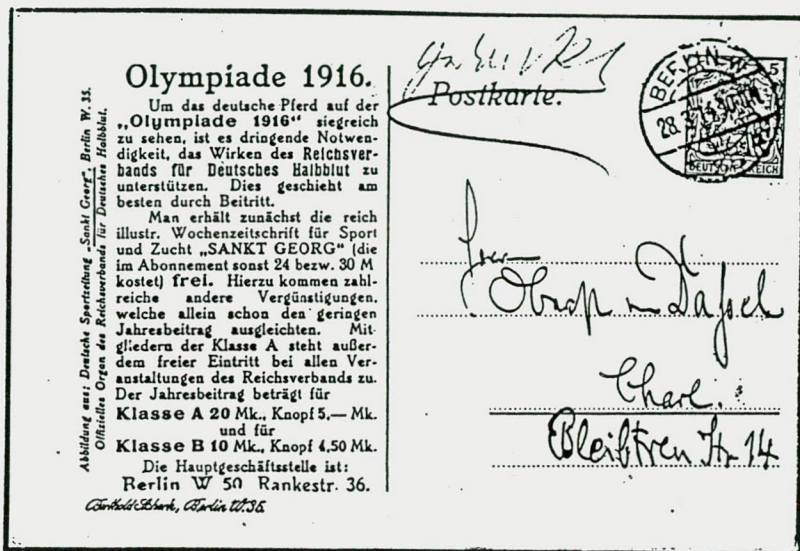 Abbildung aus: Deutsche Sportzeitung „Sankt Georg", Berlin W. 35.
Offizielles Organ des Reichsverbands für Deutsches Halbblut.
Olympiade 1916.
Um das deutsche Pferd auf der
„Olympiade 1916" siegreich
zu sehen, ist es dringende Notwen-
digkeit, das Wirken des Reichsver-
bands für Deutsches Halbblut zu
unterstützen. Dies geschieht am
besten durch Beitritt.
Man erhält zunächst die reich
illustr. Wochenzeitschrift für Sport
und Zucht „SANKT GEORG" (die
im Abonnement sonst 24 bezw. 30 M
kostet) frei. Hierzu kommen zahl-
reiche andere Vergünstigungen,
welche allein schon den geringen
Jahresbeitrag ausgleichten. Mit-
gliedern der Klasse A steht außer-
dem freier Eintritt bei allen Ver-
anstaltungen des Reichsverbands zu.
Der Jahresbeitrag beträgt für
Klasse A 20 Mk., Knopf 5,— Mk.
und für
Klasse B 10 Mk., Knopf 4,50 Mk.
Die Hauptgeschäftsstelle ist:
Berlin W 50 Rankestr. 36.
Berlin W. 35
Postkarte.
BERLIN W
28.3.
5
DEUTSCHES REICH
Herrn
v. Dassel
Charl.
Bleibtreu Str 14